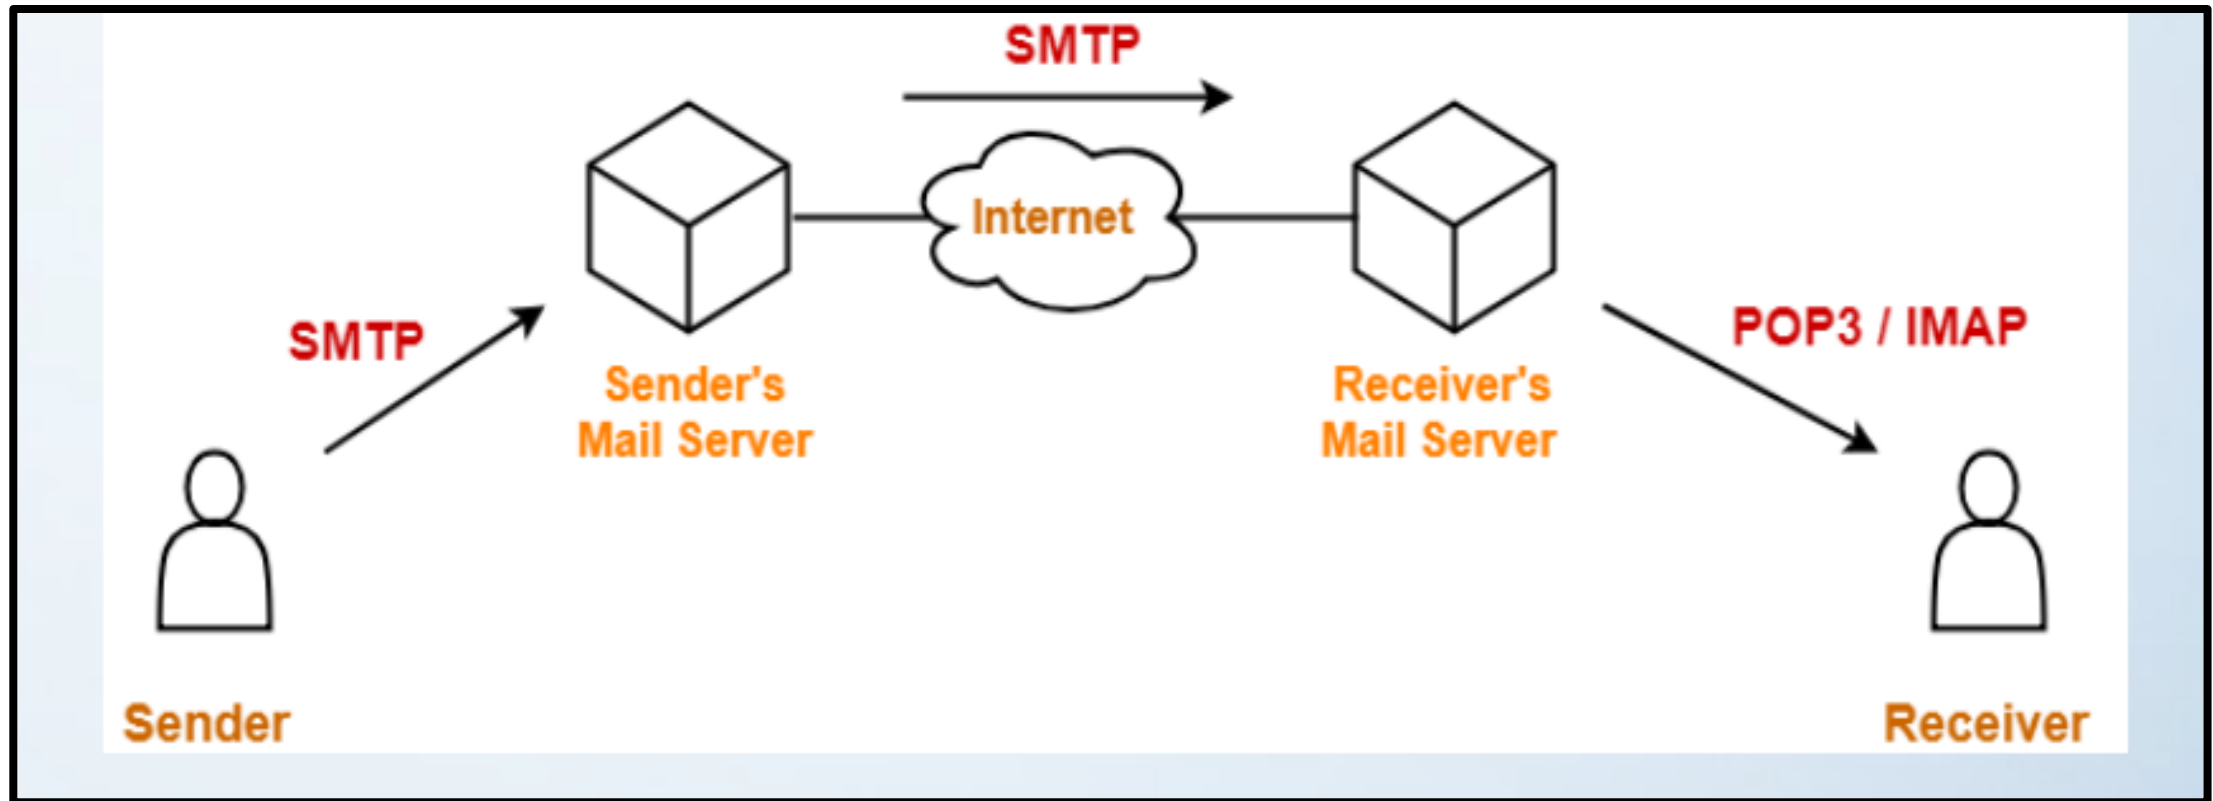 SMTP
Internet
SMTP
POP3 / IMAP
Sender's
Mail Server
Receiver's
Mail Server
Sender
Receiver